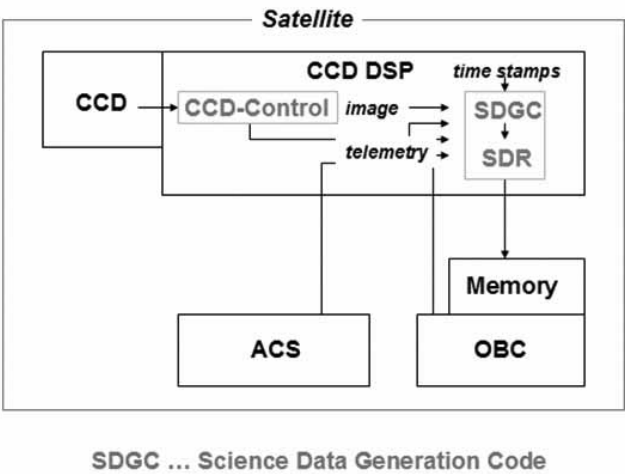 Satellite
CCD DSP
time stamps
CCD
CCD-Control
image
SDGC
telemetry
SDR
Memory
ACS
OBC
SDGC ... Science Data Generation Code